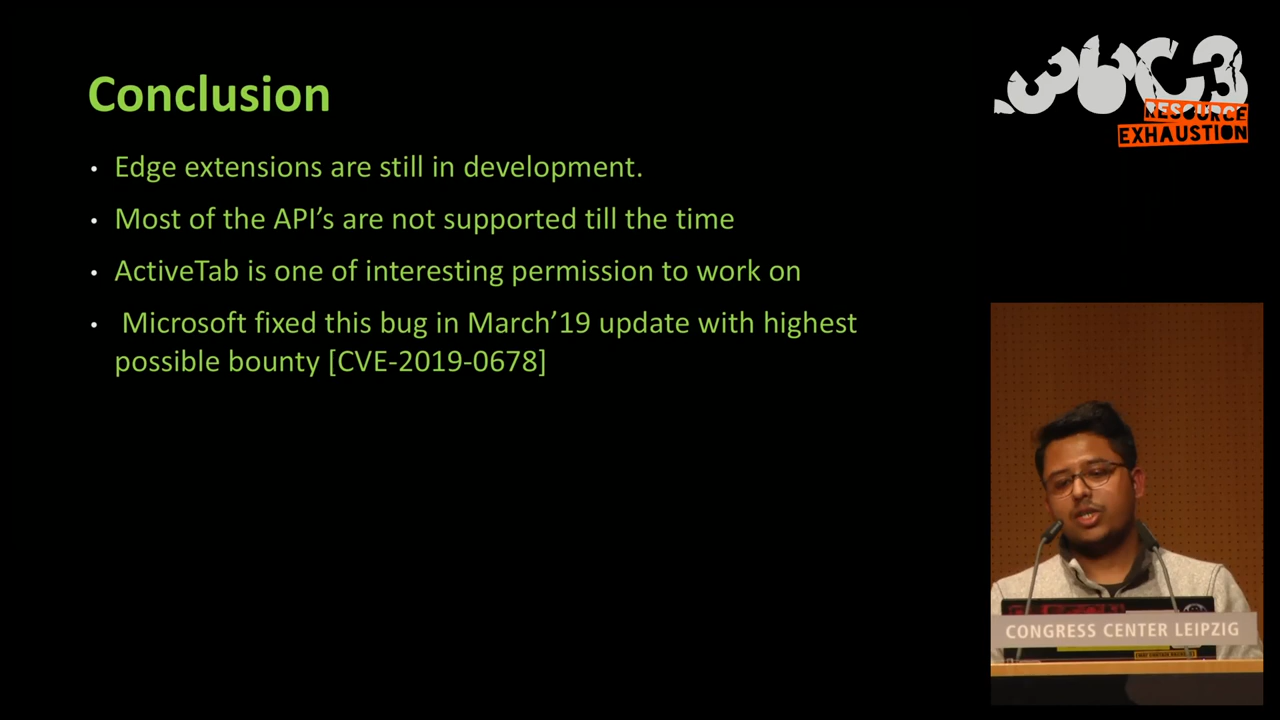 Conclusion
• Edge extensions are still in development.
• Most of the API’s are not supported till the time
• ActiveTab is one of interesting permission to work on
• Microsoft fixed this bug in March’19 update with highest
possible bounty [CVE-2019-0678]
36C3
RESOURCE
EXHAUSTION
CONGRESS CENTER LEIPZIG